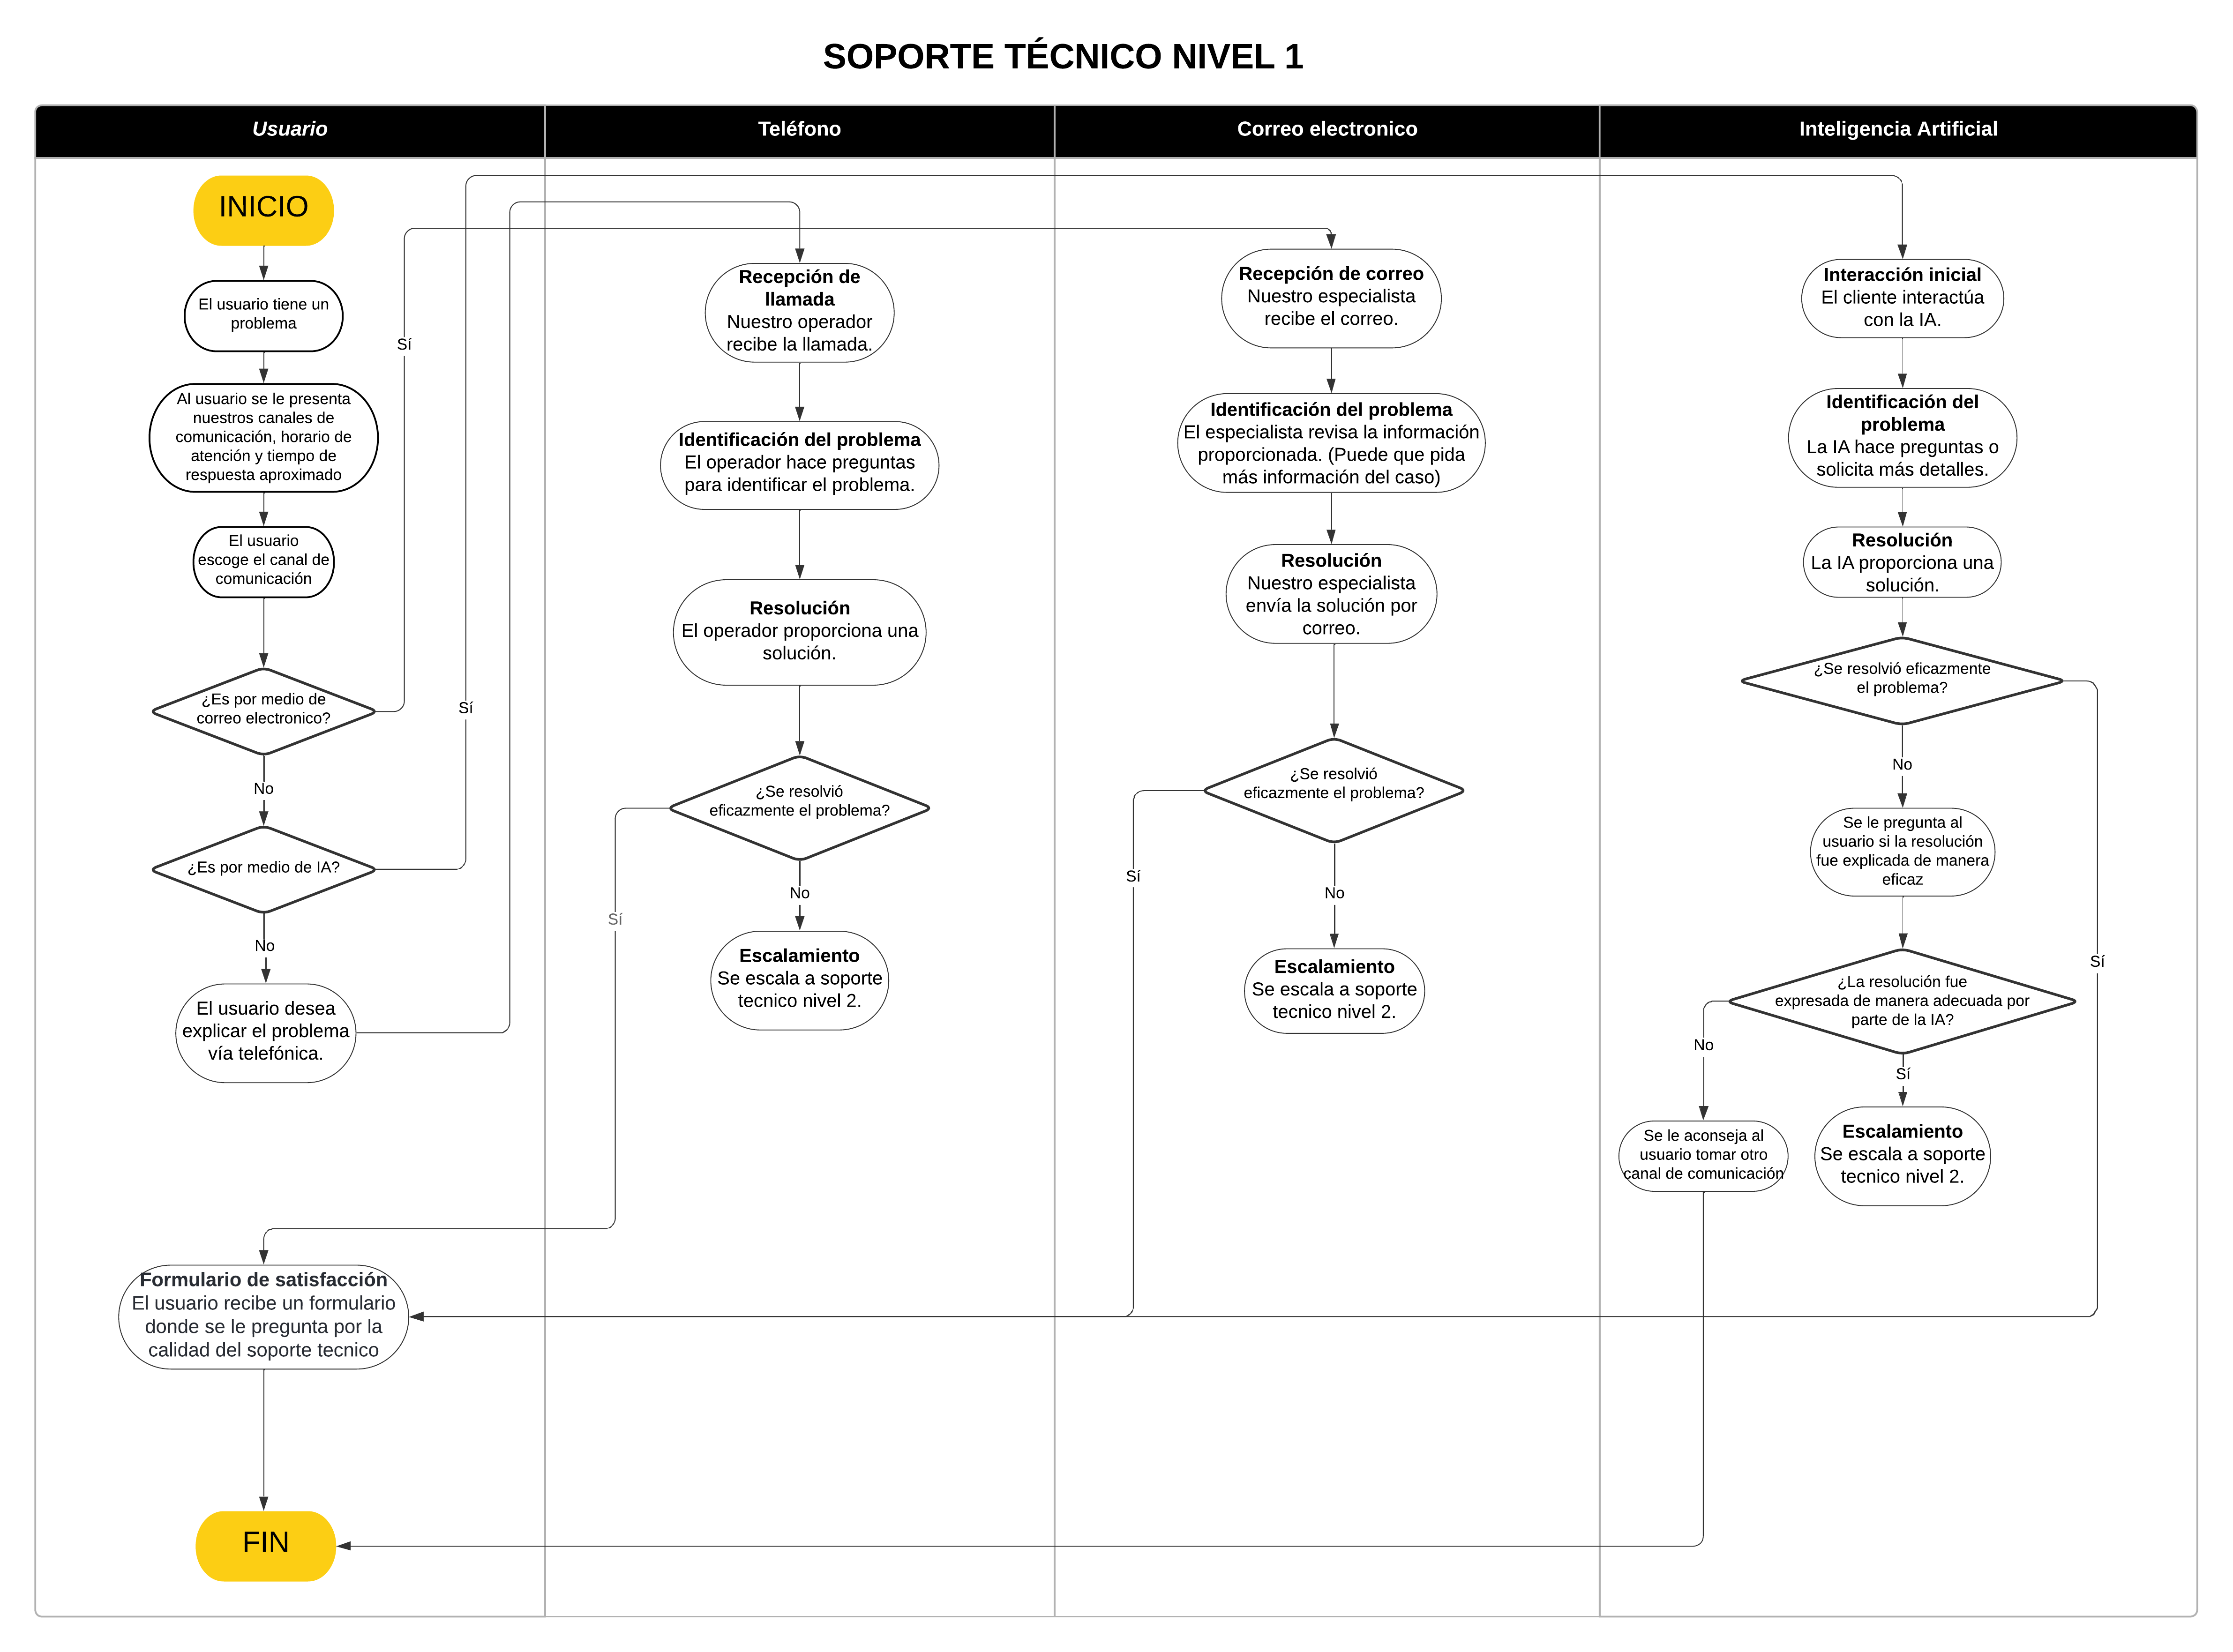 SOPORTE TÉCNICO NIVEL 1
Usuario
Teléfono
Correo electronico
Inteligencia Artificial
INICIO
El usuario tiene un
problema
Al usuario se le presenta
nuestros canales de
comunicación, horario de
atención y tiempo de
respuesta aproximado
El usuario
escoge el canal de
comunicación
¿Es por medio de
correo electronico?
Sí
No
¿Es por medio de IA?
Sí
No
El usuario desea
explicar el problema
vía telefónica.
Formulario de satisfacción
El usuario recibe un formulario
donde se le pregunta por la
calidad del soporte tecnico
FIN
Recepción de
llamada
Nuestro operador
recibe la llamada.
Identificación del problema
El operador hace preguntas
para identificar el problema.
Resolución
El operador proporciona una
solución.
¿Se resolvió
eficazmente el problema?
Sí
No
Escalamiento
Se escala a soporte
tecnico nivel 2.
Recepción de correo
Nuestro especialista
recibe el correo.
Identificación del problema
El especialista revisa la información
proporcionada. (Puede que pida
más información del caso)
Resolución
Nuestro especialista
envía la solución por
correo.
¿Se resolvió
eficazmente el problema?
Sí
No
Escalamiento
Se escala a soporte
tecnico nivel 2.
Interacción inicial
El cliente interactúa
con la IA.
Identificación del
problema
La IA hace preguntas o
solicita más detalles.
Resolución
La IA proporciona una
solución.
¿Se resolvió eficazmente
el problema?
No
Sí
Se le pregunta al
usuario si la resolución
fue explicada de manera
eficaz
¿La resolución fue
expresada de manera adecuada por
parte de la IA?
No
Sí
Se le aconseja al
usuario tomar otro
canal de comunicación
Escalamiento
Se escala a soporte
tecnico nivel 2.